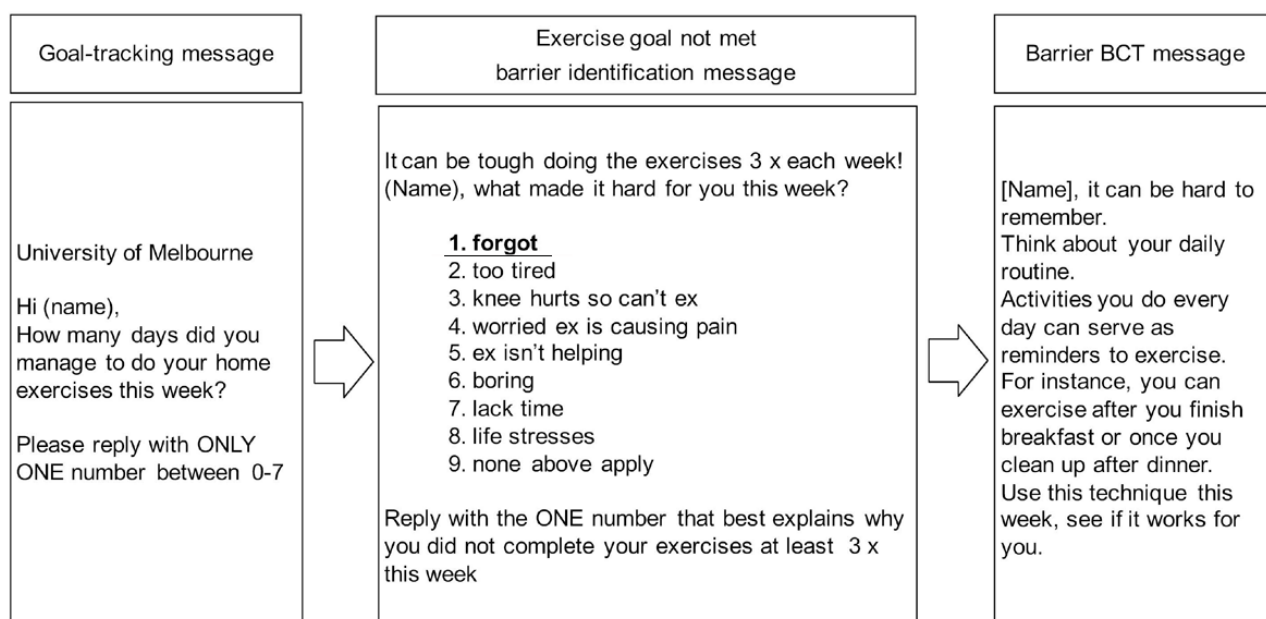 Goal-tracking message
Exercise goal not met
barrier identification message
Barrier BCT message
University of Melbourne
Hi (name),
How many days did you
manage to do your home
exercises this week?
Please reply with ONLY
ONE number between 0-7
It can be tough doing the exercises 3 x each week!
(Name), what made it hard for you this week?
1. forgot
2. too tired
3. knee hurts so can't ex
4. worried ex is causing pain
5. ex isn't helping
6. boring
7. lack time
8. life stresses
9. none above apply
Reply with the ONE number that best explains why
you did not complete your exercises at least 3 x
this week
[Name], it can be hard to
remember.
Think about your daily
routine.
Activities you do every
day can serve as
reminders to exercise.
For instance, you can
exercise after you finish
breakfast or once you
clean up after dinner.
Use this technique this
week, see if it works for
you.